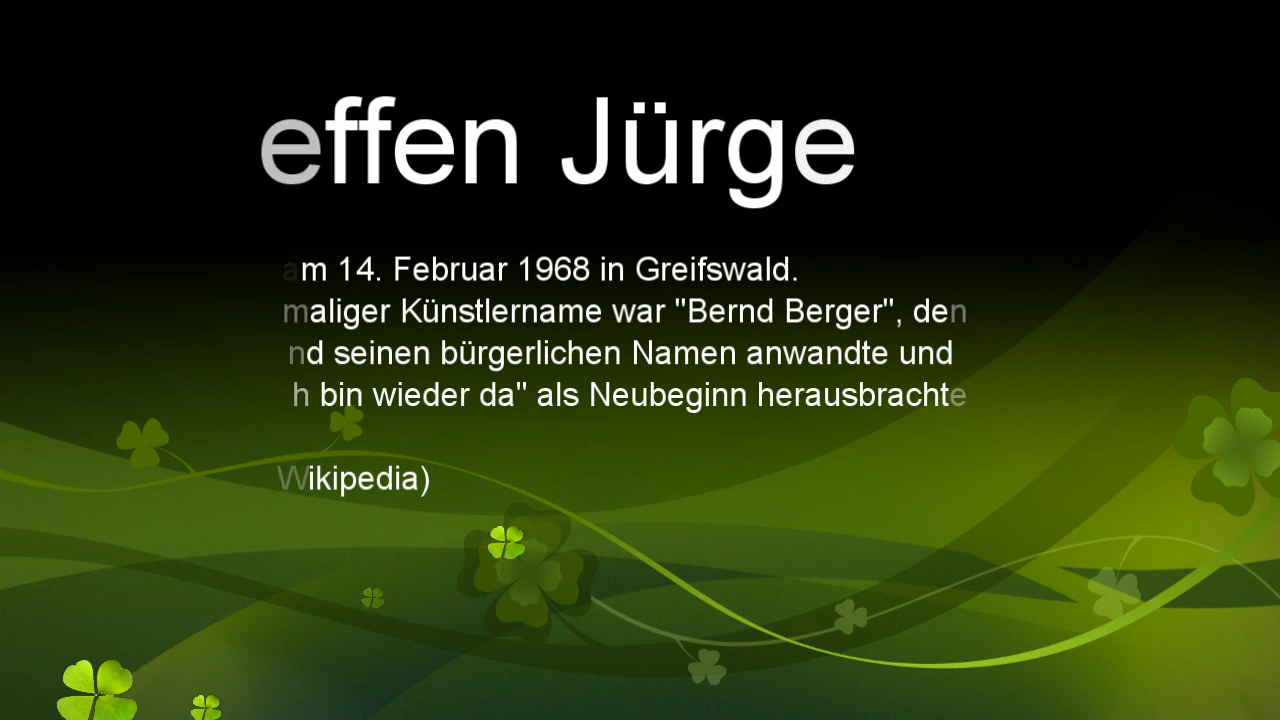 effen Jürge
am 14. Februar 1968 in Greifswald.
maliger Künstlername war "Bernd Berger", den
nd seinen bürgerlichen Namen anwandte und
h bin wieder da" als Neubeginn herausbrachte
Wikipedia)